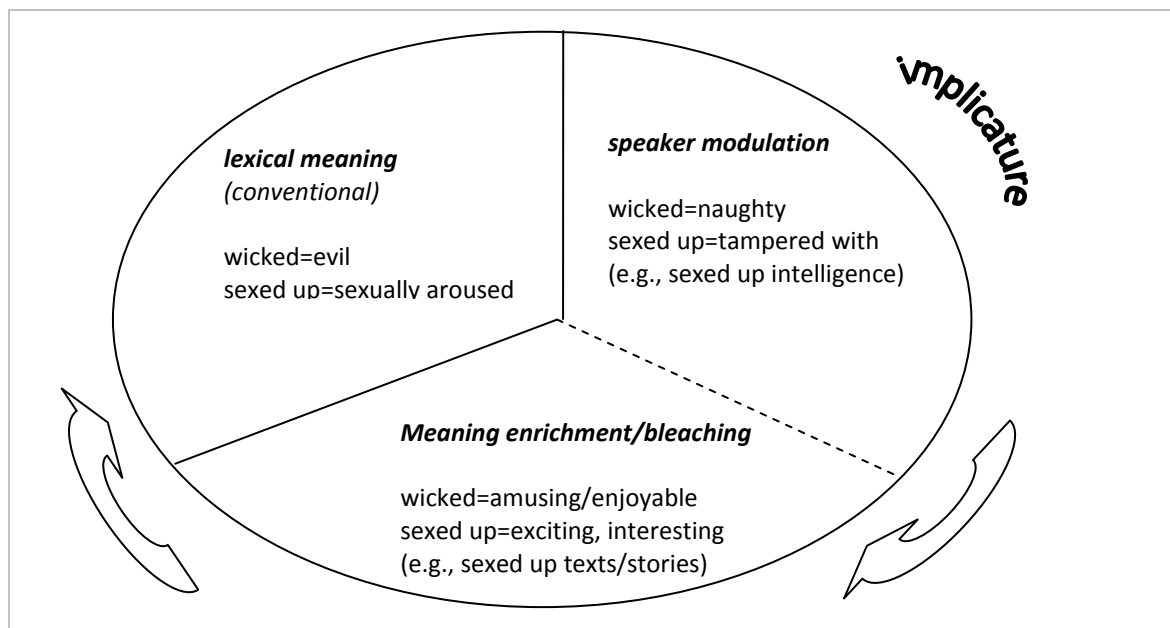 implicature
lexical meaning
(conventional)
wicked=evil
sexed up=sexually aroused
speaker modulation
wicked=naughty
sexed up=tampered with
(e.g., sexed up intelligence)
Meaning enrichment/bleaching
wicked=amusing/enjoyable
sexed up=exciting, interesting
(e.g., sexed up texts/stories)